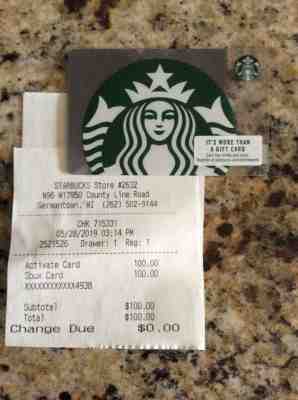 IT'S MORE THAN
A GIFT CARD
STARBUCKS Store #2632
N96 W17950 County Line Road
Germantown, WI (262) 502-9144
CHK 715331
05/28/2019 03:14 PM
2521526 Drawer: 1 Reg: 1
Activate Card 100.00
Sbux Card 100.00
XXXXXXXXXXXX4938
Subtotal $100.00
Total $100.00
Change Due $0.00